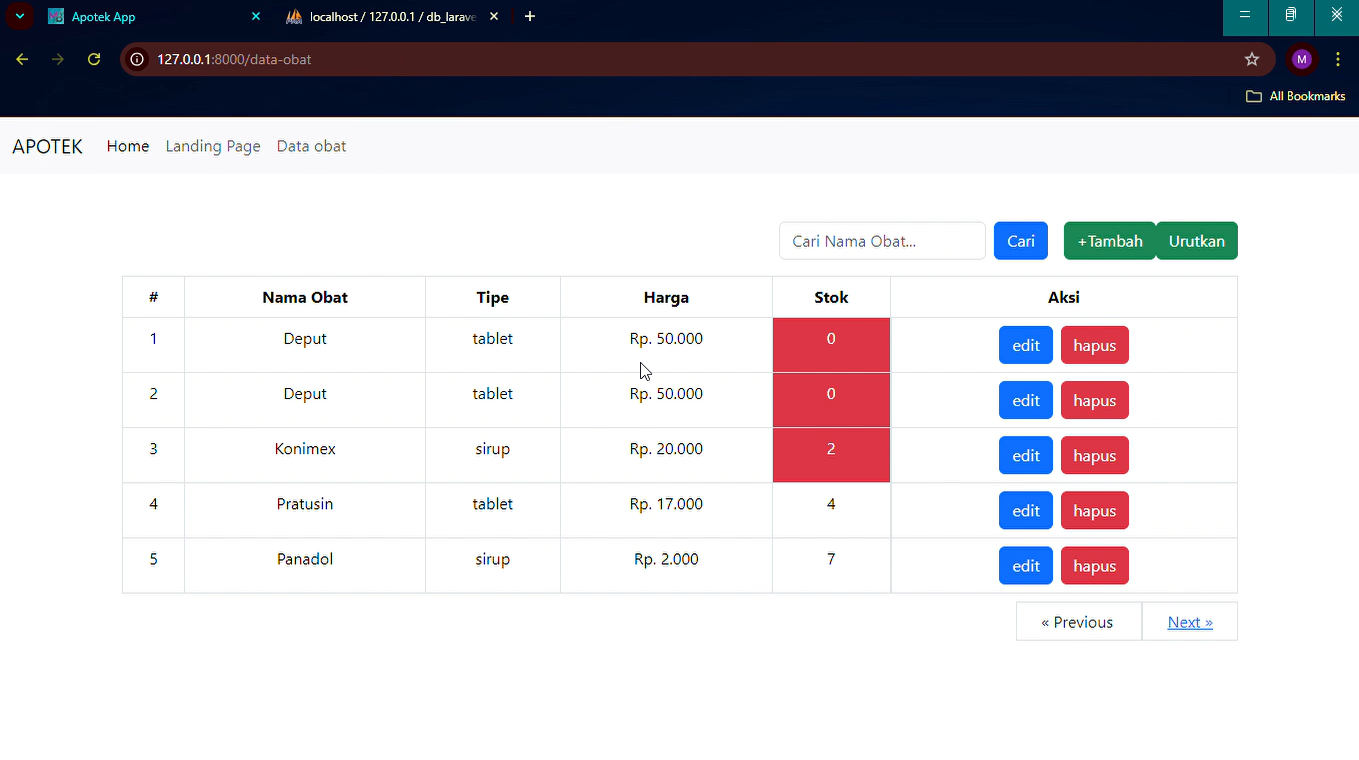 Apotek App
localhost / 127.0.0.1 / db_larave
127.0.0.1:8000/data-obat
M
All Bookmarks
APOTEK Home Landing Page Data obat
Cari Nama Obat... Cari +Tambah Urutkan
# Nama Obat Tipe Harga Stok Aksi
1 Deput tablet Rp. 50.000 0 edit hapus
2 Deput tablet Rp. 50.000 0 edit hapus
3 Konimex sirup Rp. 20.000 2 edit hapus
4 Pratusin tablet Rp. 17.000 4 edit hapus
5 Panadol sirup Rp. 2.000 7 edit hapus
« Previous Next »